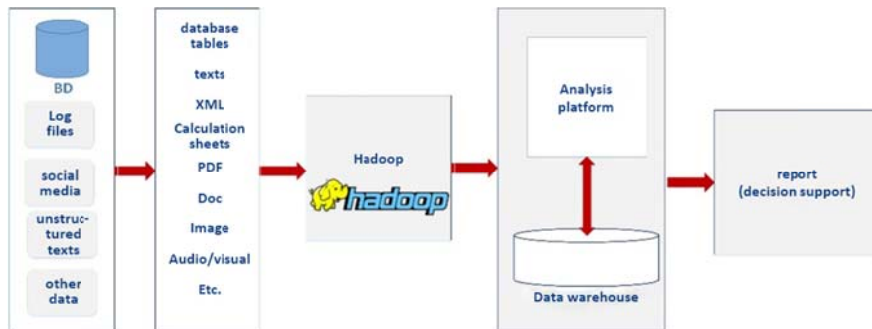 BD
Log
files
social
media
unstruc-
tured
texts
other
data
database
tables
texts
XML
Calculation
sheets
PDF
Doc
Image
Audio/visual
Etc.
Hadoop
hadoop
Analysis
platform
Data warehouse
report
(decision support)